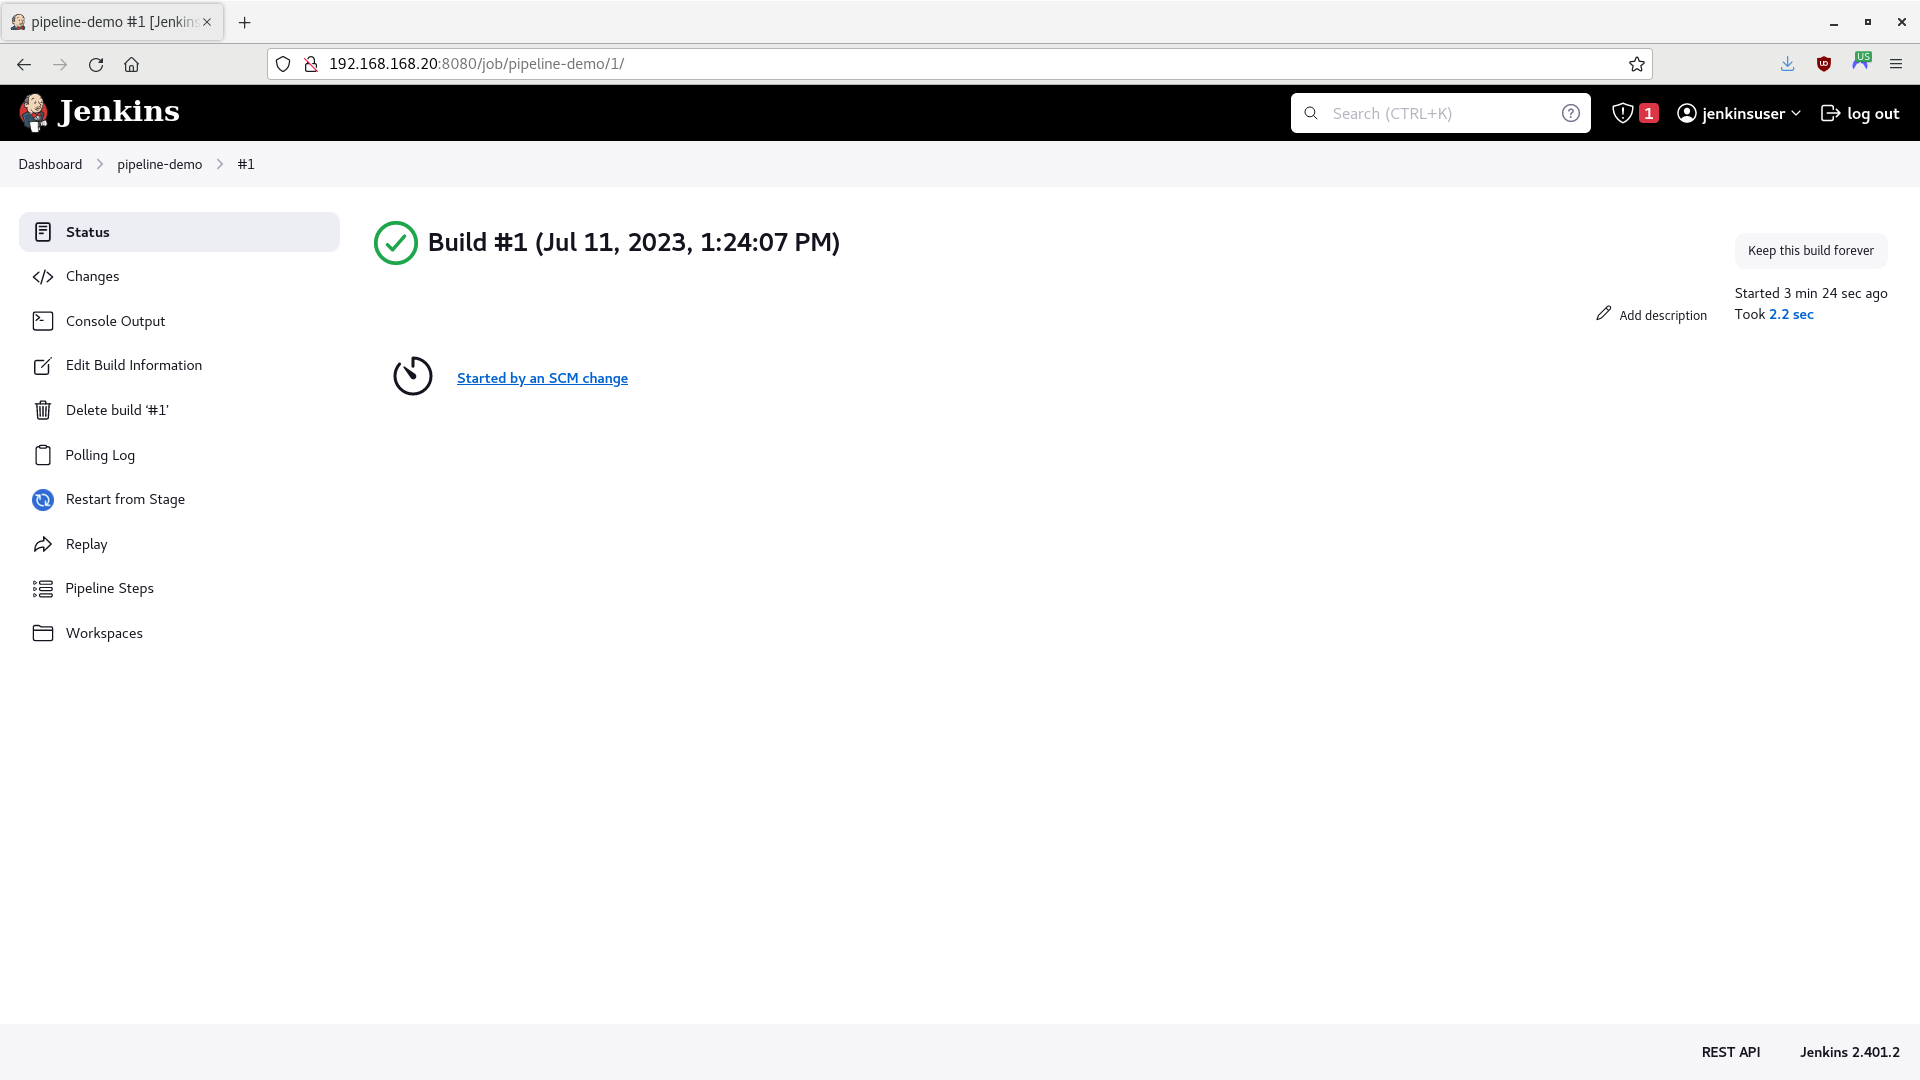 pipeline-demo #1 [Jenkins
192.168.168.20:8080/job/pipeline-demo/1/
US
Jenkins
Search (CTRL+K)
1
jenkinsuser
log out
Dashboard
pipeline-demo
#1
Status
Changes
Console Output
Edit Build Information
Delete build ‘#1’
Polling Log
Restart from Stage
Replay
Pipeline Steps
Workspaces
Build #1 (Jul 11, 2023, 1:24:07 PM)
Keep this build forever
Started 3 min 24 sec ago
Took 2.2 sec
Add description
Started by an SCM change
REST API
Jenkins 2.401.2